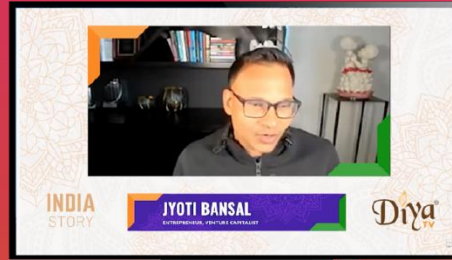 INDIA
STORY
JYOTI BANSAL
ENTREPRENEUR, VENTURE CAPITALIST
Diya
TV